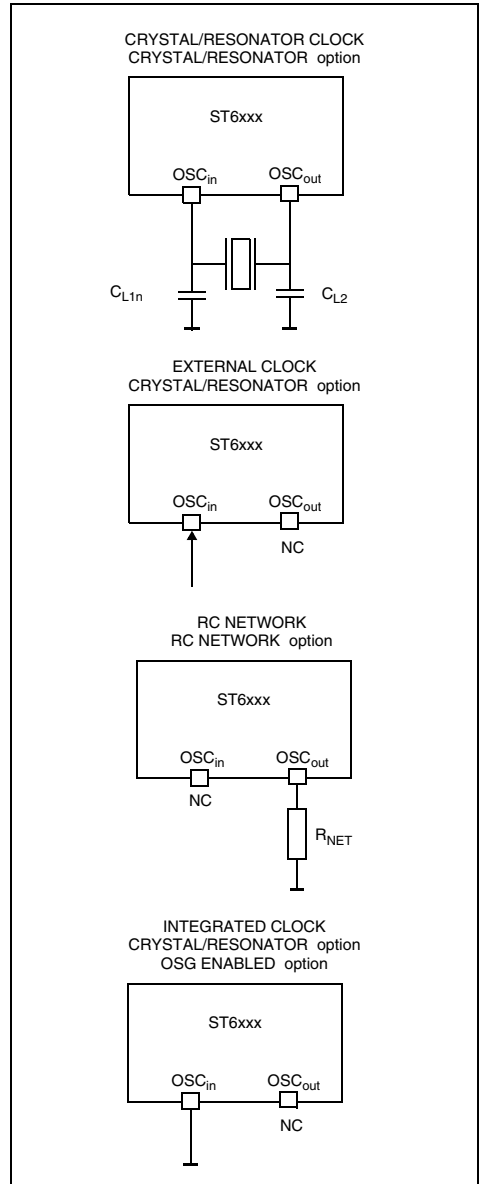 CRYSTAL/RESONATOR CLOCK
CRYSTAL/RESONATOR option
ST6xxx
OSCin OSCout
CL1n CL2
EXTERNAL CLOCK
CRYSTAL/RESONATOR option
ST6xxx
OSCin OSCout
NC
RC NETWORK
RC NETWORK option
ST6xxx
OSCin OSCout
NC
RNET
INTEGRATED CLOCK
CRYSTAL/RESONATOR option
OSG ENABLED option
ST6xxx
OSCin OSCout
NC